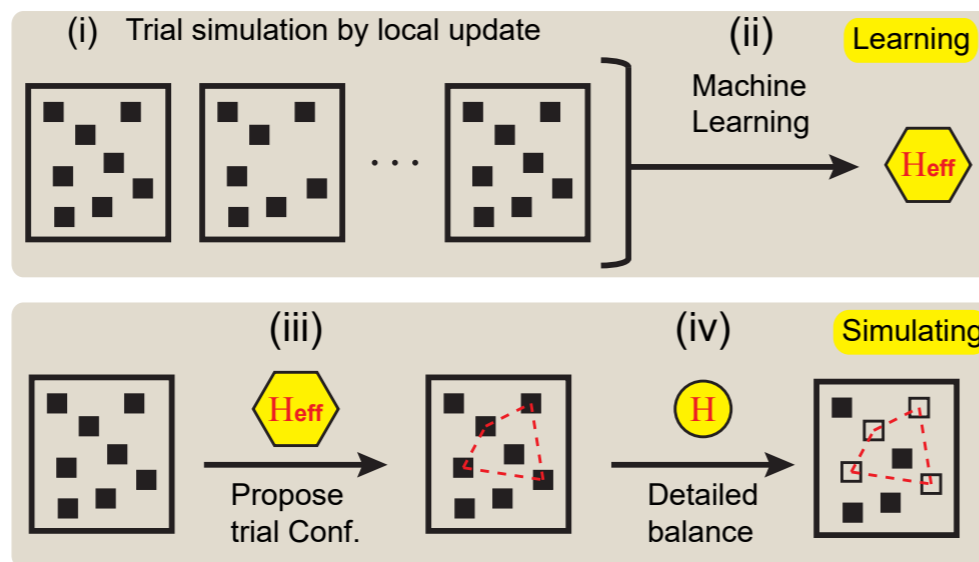 (i) Trial simulation by local update
(ii)
Learning
Machine
Learning
. . .
Heff
(iii)
(iv)
Simulating
Heff
H
Propose
trial Conf.
Detailed
balance